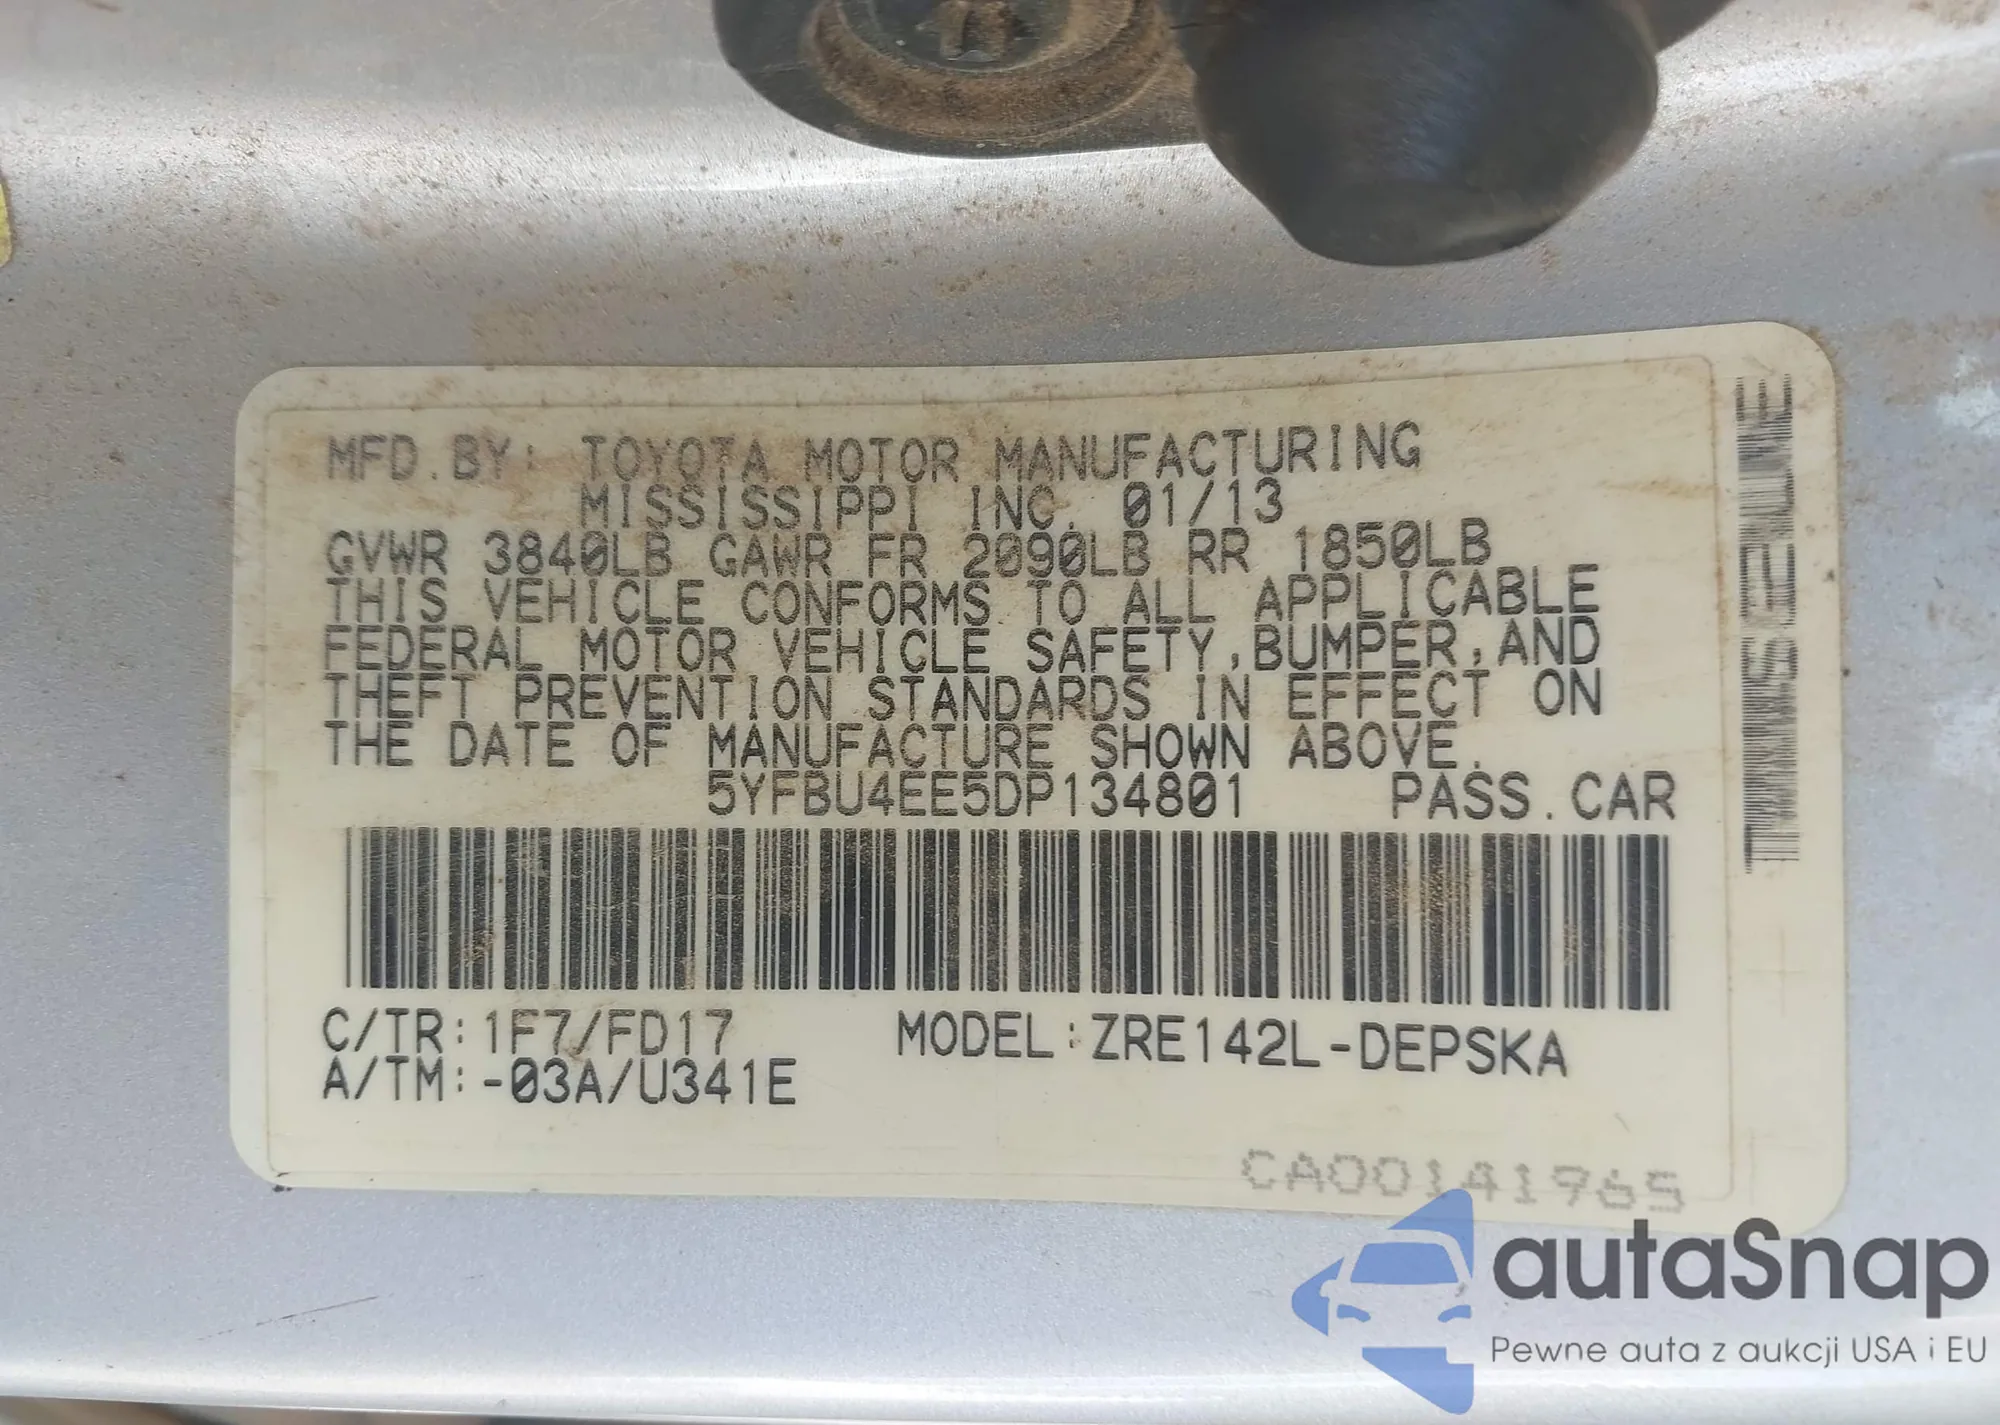 MFD.BY: TOYOTA MOTOR MANUFACTURING
MISSISSIPPI INC. 01/13
GVWR 3840LB GAWR FR 2090LB RR 1850LB
THIS VEHICLE CONFORMS TO ALL APPLICABLE
FEDERAL MOTOR VEHICLE SAFETY,BUMPER,AND
THEFT PREVENTION STANDARDS IN EFFECT ON
THE DATE OF MANUFACTURE SHOWN ABOVE.
5YFBU4EE5DP134801 PASS.CAR
C/TR:1F7/FD17 MODEL:ZRE142L-DEPSKA
A/TM:-03A/U341E
CA00141965
autaSnap
Pewne auta z aukcji USA i EU